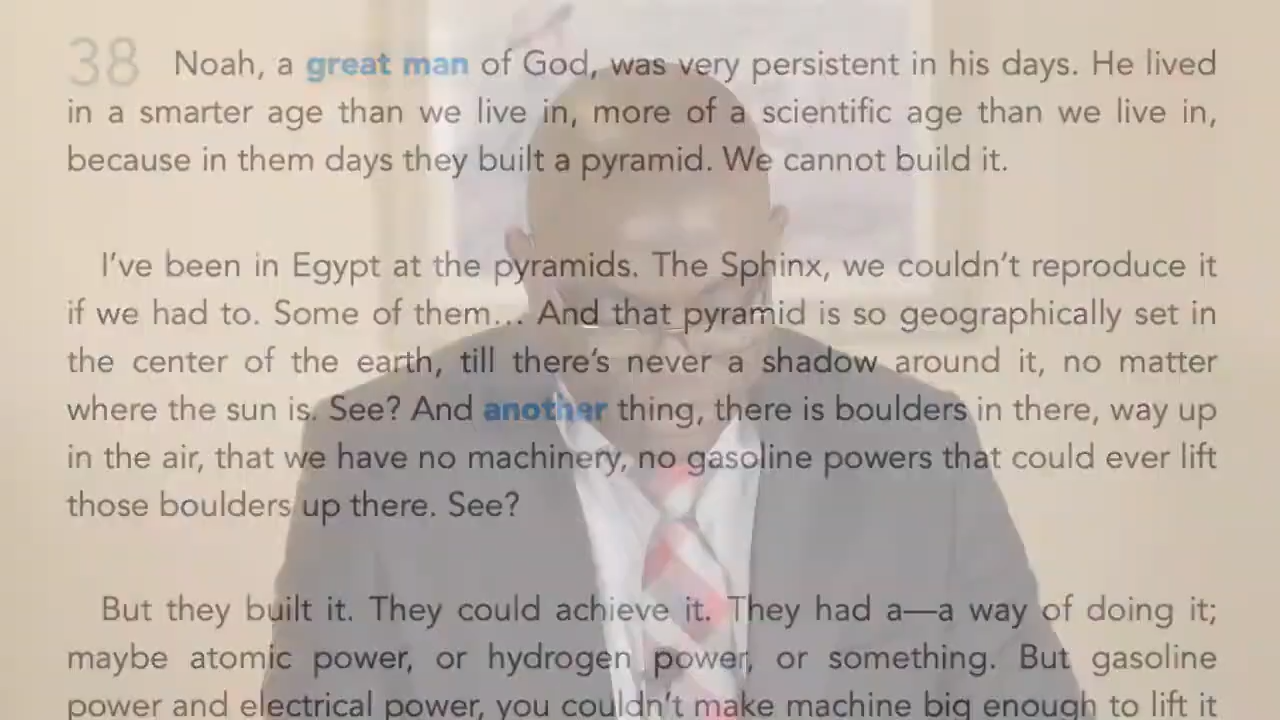 38 Noah, a great man of God, was very persistent in his days. He lived
in a smarter age than we live in, more of a scientific age than we live in,
because in them days they built a pyramid. We cannot build it.
I’ve been in Egypt at the pyramids. The Sphinx, we couldn’t reproduce it
if we had to. Some of them… And that pyramid is so geographically set in
the center of the earth, till there’s never a shadow around it, no matter
where the sun is. See? And another thing, there is boulders in there, way up
in the air, that we have no machinery, no gasoline powers that could ever lift
those boulders up there. See?
But they built it. They could achieve it. They had a—a way of doing it;
maybe atomic power, or hydrogen power, or something. But gasoline
power and electrical power, you couldn’t make machine big enough to lift it